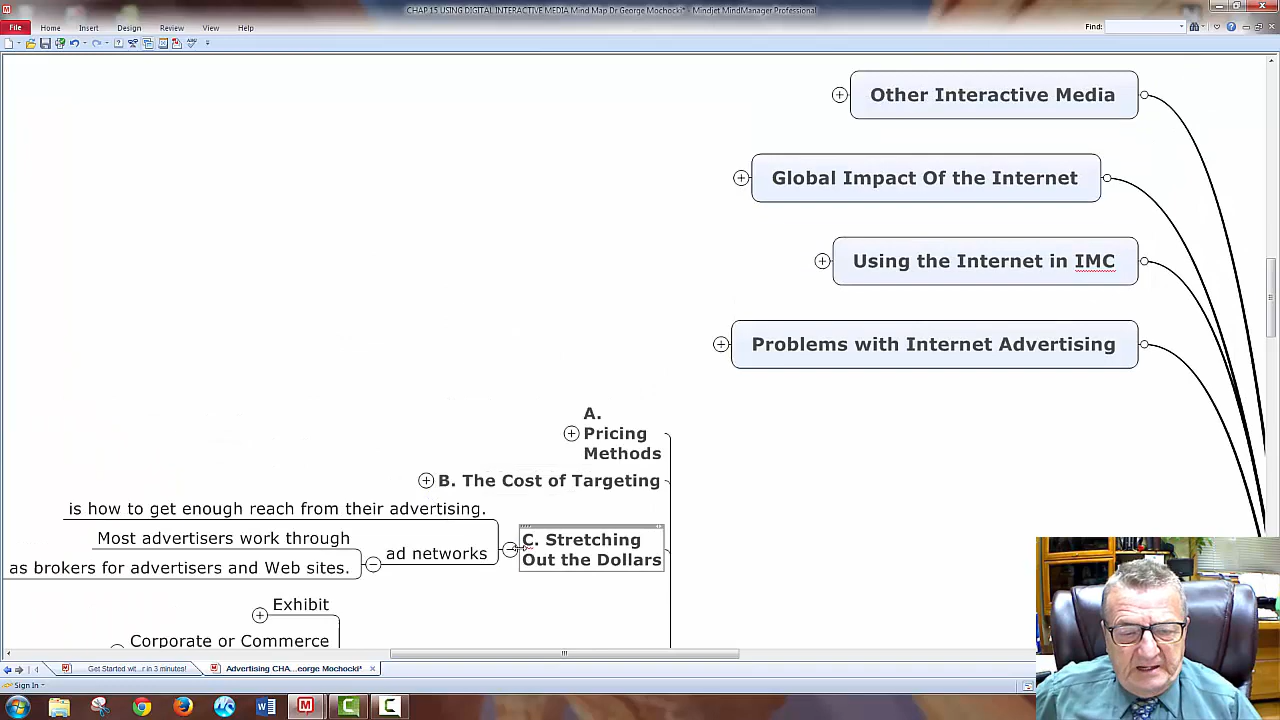 CHAP 15 USING DIGITAL INTERACTIVE MEDIA Mind Map Dr George Mochocki* - Mindjet MindManager Professional
File Home Insert Design Review View Help Find:
Other Interactive Media
Global Impact Of the Internet
Using the Internet in IMC
Problems with Internet Advertising
A.
Pricing
Methods
B. The Cost of Targeting
is how to get enough reach from their advertising.
Most advertisers work through
as brokers for advertisers and Web sites.
ad networks
C. Stretching
Out the Dollars
Exhibit
Corporate or Commerce
Get Started wit...r in 3 minutes!
Advertising CHA...eorge Mochocki*
Sign In